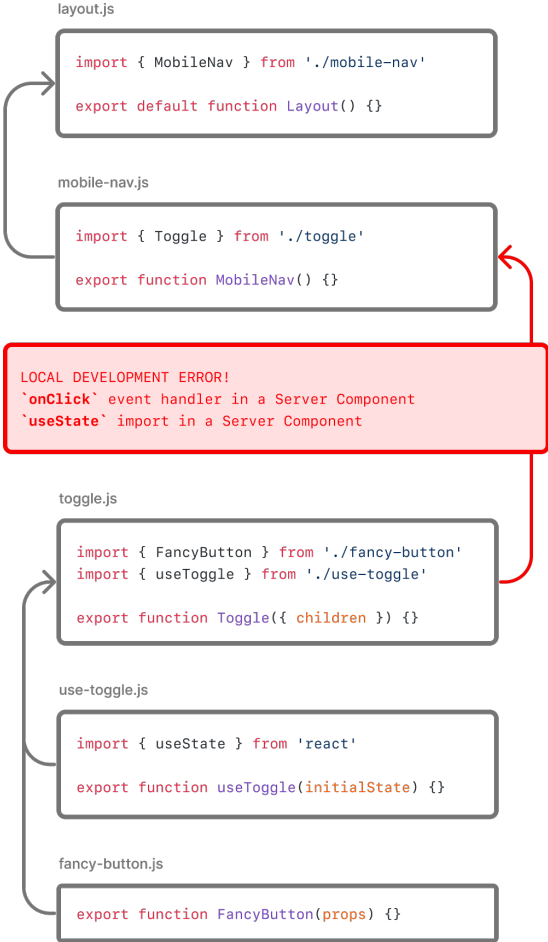 layout.js
import { MobileNav } from './mobile-nav'
export default function Layout() {}
mobile-nav.js
import { Toggle } from './toggle'
export function MobileNav() {}
LOCAL DEVELOPMENT ERROR!
`onClick` event handler in a Server Component
`useState` import in a Server Component
toggle.js
import { FancyButton } from './fancy-button'
import { useToggle } from './use-toggle'
export function Toggle({ children }) {}
use-toggle.js
import { useState } from 'react'
export function useToggle(initialState) {}
fancy-button.js
export function FancyButton(props) {}